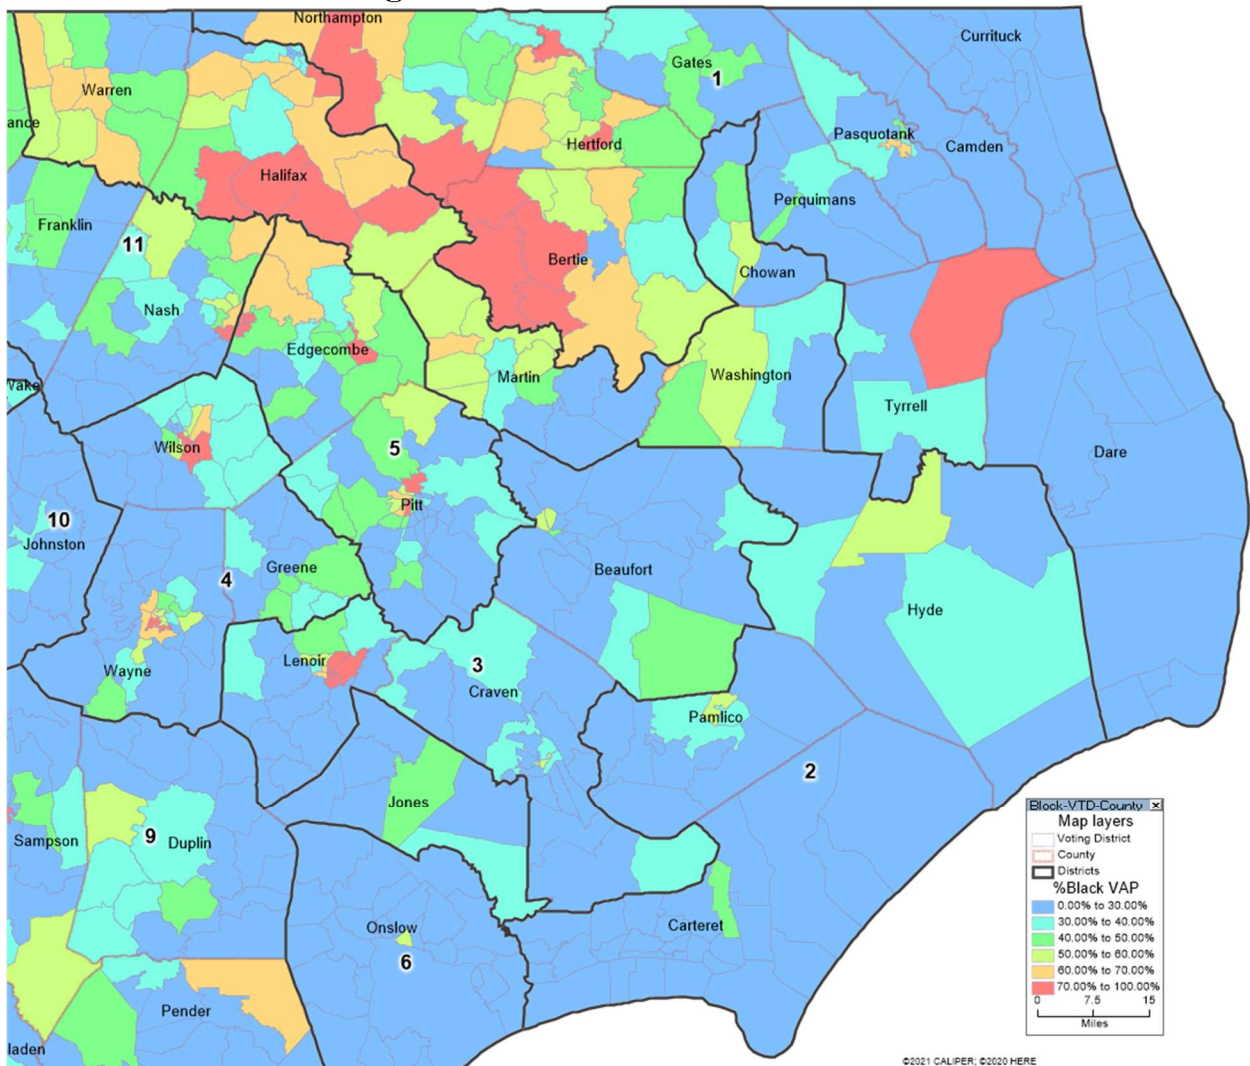 Northampton
Currituck
Gates
1
Warren
ance
Pasquotank
Hertford
Camden
Halifax
Perquimans
Franklin
11
Bertie
Chowan
Nash
Edgecombe
Martin
Washington
Wake
Tyrrell
Wilson
5
Dare
Pitt
10
Johnston
Greene
4
Beaufort
Hyde
Lenoir
Wayne
3
Craven
Pamlico
2
Jones
Block-VTD-County
Map layers
Voting District
County
Districts
%Black VAP
0.00% to 30.00%
30.00% to 40.00%
40.00% to 50.00%
50.00% to 60.00%
60.00% to 70.00%
70.00% to 100.00%
0 7.5 15
Miles
Sampson
9
Duplin
Onslow
Carteret
6
Pender
laden
©2021 CALIPER; ©2020 HERE